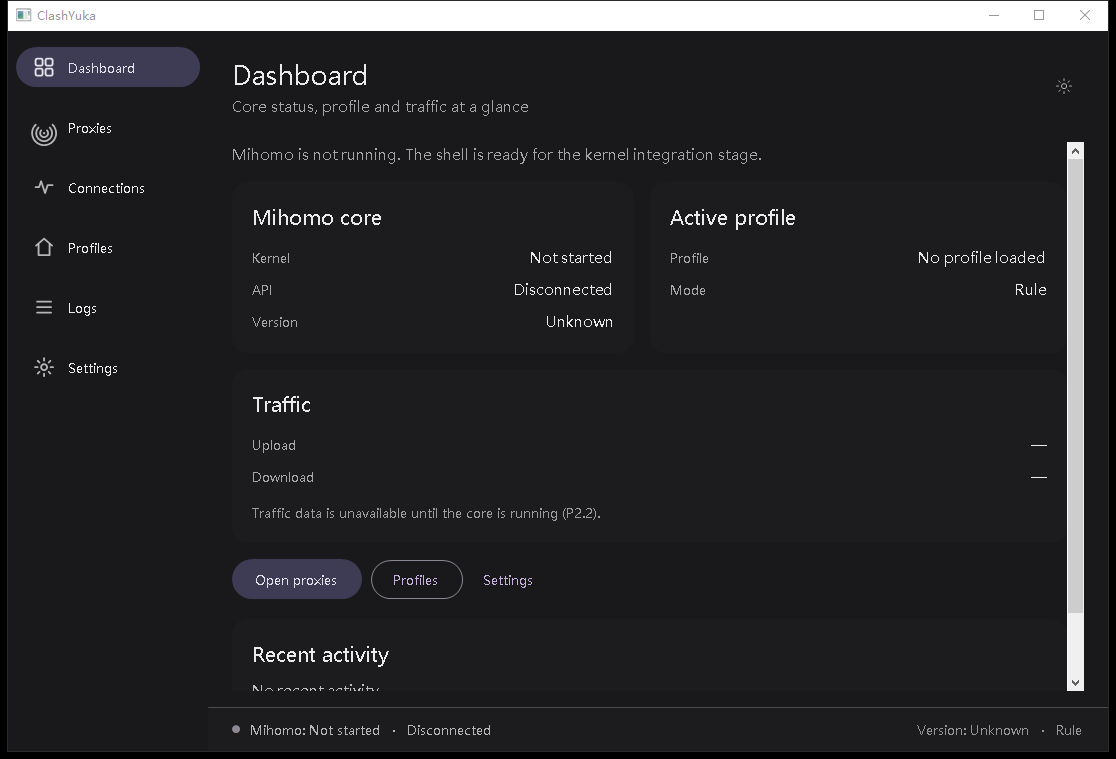 ClashYuka
Dashboard
Proxies
Connections
Profiles
Logs
Settings
Dashboard
Core status, profile and traffic at a glance
Mihomo is not running. The shell is ready for the kernel integration stage.
Mihomo core
Kernel Not started
API Disconnected
Version Unknown
Active profile
Profile No profile loaded
Mode Rule
Traffic
Upload —
Download —
Traffic data is unavailable until the core is running (P2.2).
Open proxies Profiles Settings
Recent activity
No recent activity
Mihomo: Not started · Disconnected Version: Unknown · Rule